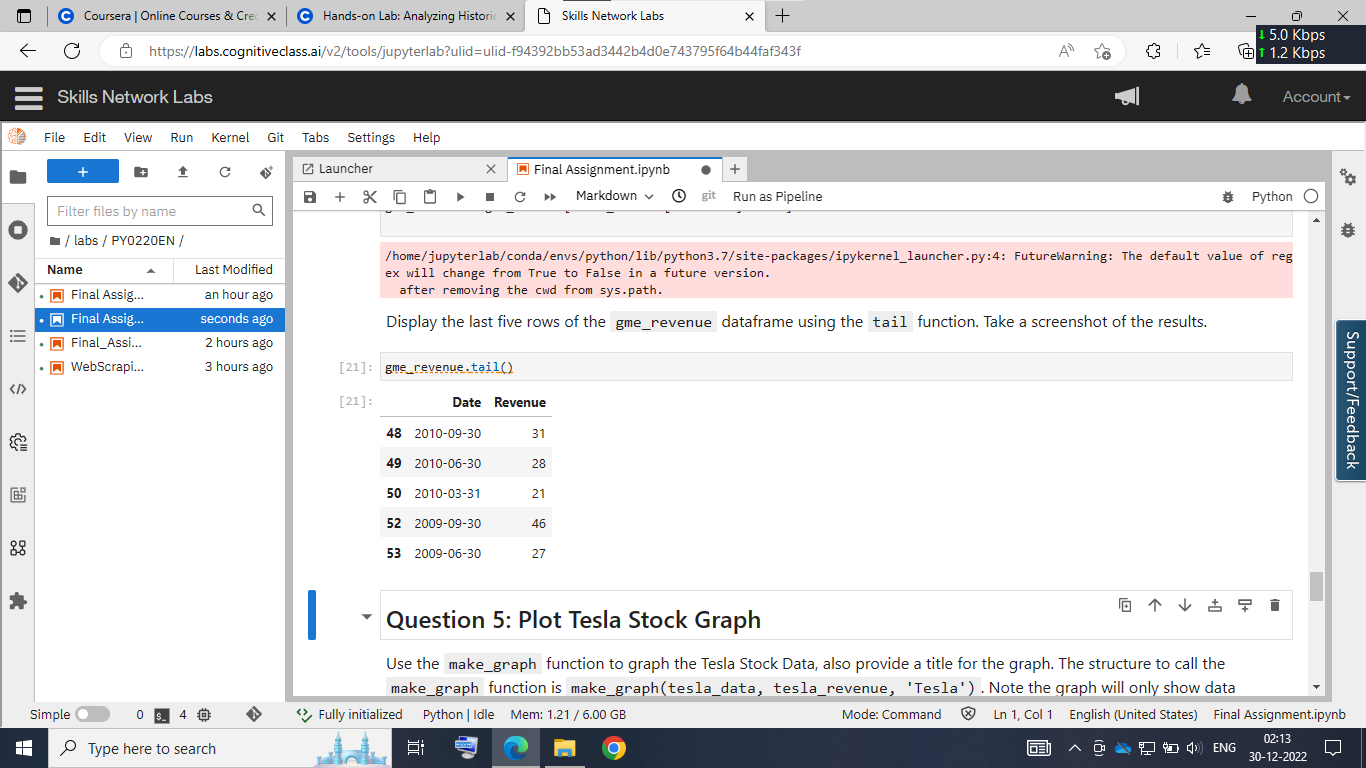 Coursera | Online Courses & Cre
Hands-on Lab: Analyzing Historic
Skills Network Labs
https://labs.cognitiveclass.ai/v2/tools/jupyterlab?ulid=ulid-f94392bb53ad3442b4d0e743795f64b44faf343f
5.0 Kbps
1.2 Kbps
Skills Network Labs
Account
File Edit View Run Kernel Git Tabs Settings Help
Launcher
Final Assignment.ipynb
Filter files by name
Markdown
git
Run as Pipeline
Python
/ labs / PY0220EN /
Name Last Modified
Final Assig... an hour ago
Final Assig... seconds ago
Final_Assi... 2 hours ago
WebScrapi... 3 hours ago
/home/jupyterlab/conda/envs/python/lib/python3.7/site-packages/ipykernel_launcher.py:4: FutureWarning: The default value of reg
ex will change from True to False in a future version.
after removing the cwd from sys.path.
Display the last five rows of the gme_revenue dataframe using the tail function. Take a screenshot of the results.
[21]: gme_revenue.tail()
[21]: Date Revenue
48 2010-09-30 31
49 2010-06-30 28
50 2010-03-31 21
52 2009-09-30 46
53 2009-06-30 27
Question 5: Plot Tesla Stock Graph
Use the make_graph function to graph the Tesla Stock Data, also provide a title for the graph. The structure to call the
make_graph function is make_graph(tesla_data, tesla_revenue, 'Tesla') . Note the graph will only show data
Support/Feedback
Simple 0 4 Fully initialized Python | Idle Mem: 1.21 / 6.00 GB Mode: Command Ln 1, Col 1 English (United States) Final Assignment.ipynb
Type here to search
ENG
02:13
30-12-2022